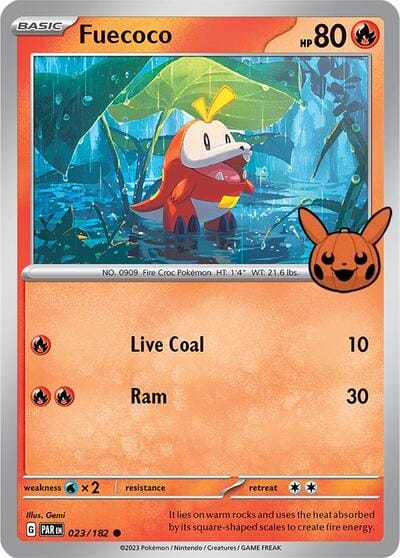 BASIC
Fuecoco
HP 80
NO. 0909 Fire Croc Pokémon HT: 1'4" WT: 21.6 lbs.
Live Coal 10
Ram 30
weakness ×2 resistance retreat
Illus. Gemi
G PAR EN 023/182
It lies on warm rocks and uses the heat absorbed
by its square-shaped scales to create fire energy.
©2023 Pokémon / Nintendo / Creatures / GAME FREAK